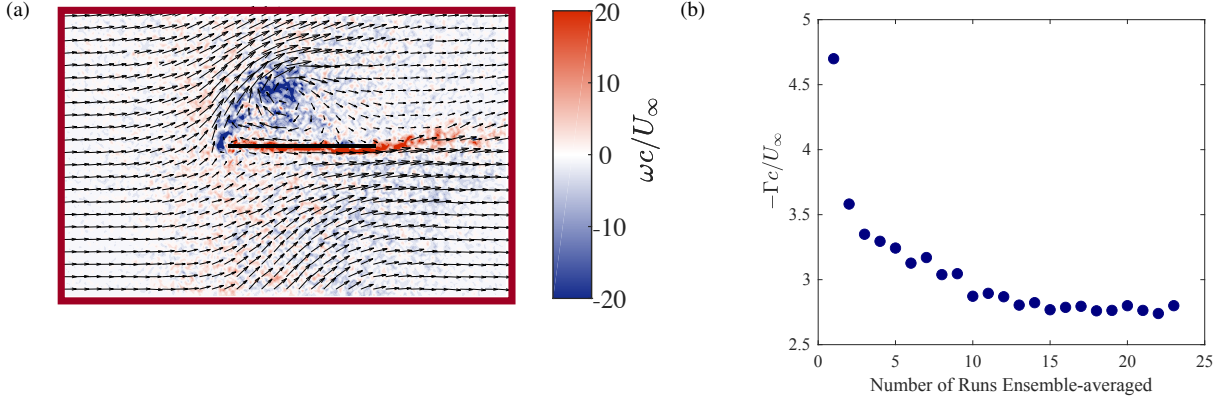 (a)
20
10
0
-10
-20
ωc/U∞
(b)
5
4.5
4
3.5
3
2.5
−Γc/U∞
0 5 10 15 20 25
Number of Runs Ensemble-averaged